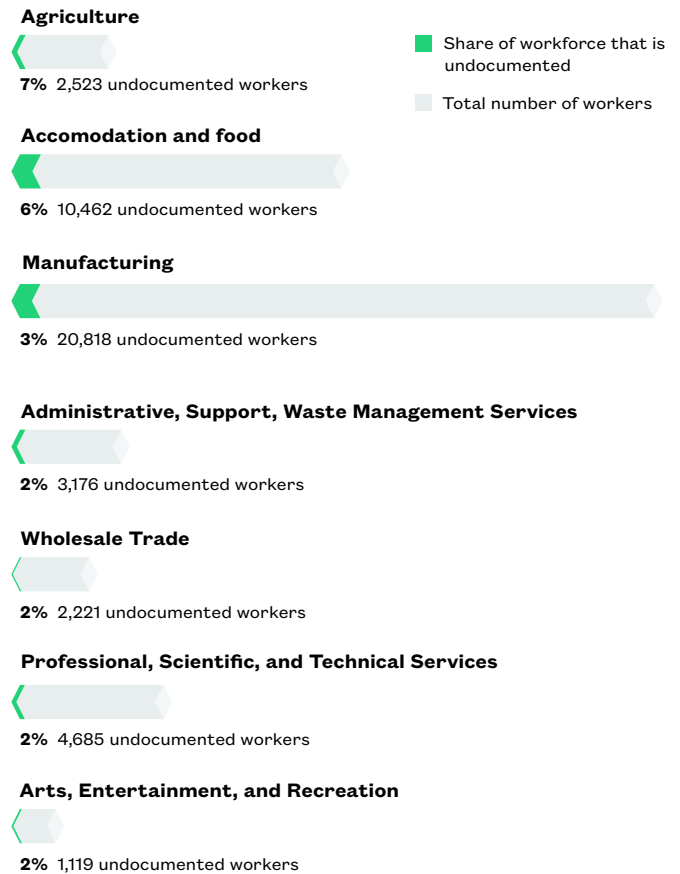 Agriculture
Share of workforce that is
undocumented
7% 2,523 undocumented workers
Total number of workers
Accomodation and food
6% 10,462 undocumented workers
Manufacturing
3% 20,818 undocumented workers
Administrative, Support, Waste Management Services
2% 3,176 undocumented workers
Wholesale Trade
2% 2,221 undocumented workers
Professional, Scientific, and Technical Services
2% 4,685 undocumented workers
Arts, Entertainment, and Recreation
2% 1,119 undocumented workers